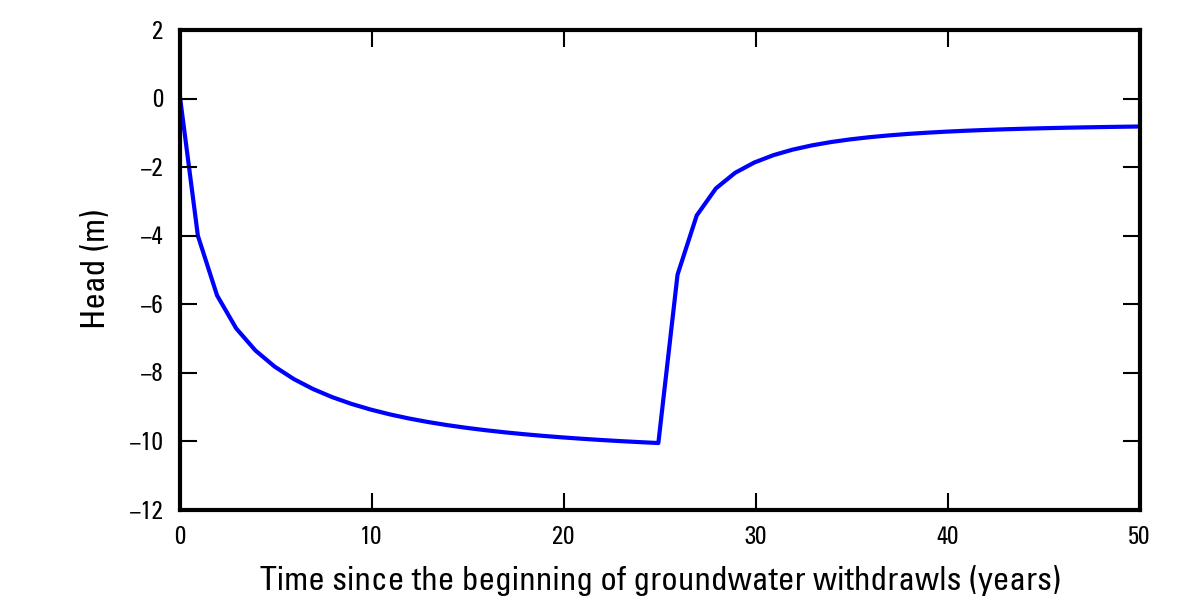 2
0
–2
–4
–6
–8
–10
–12
0 10 20 30 40 50
Head (m)
Time since the beginning of groundwater withdrawls (years)